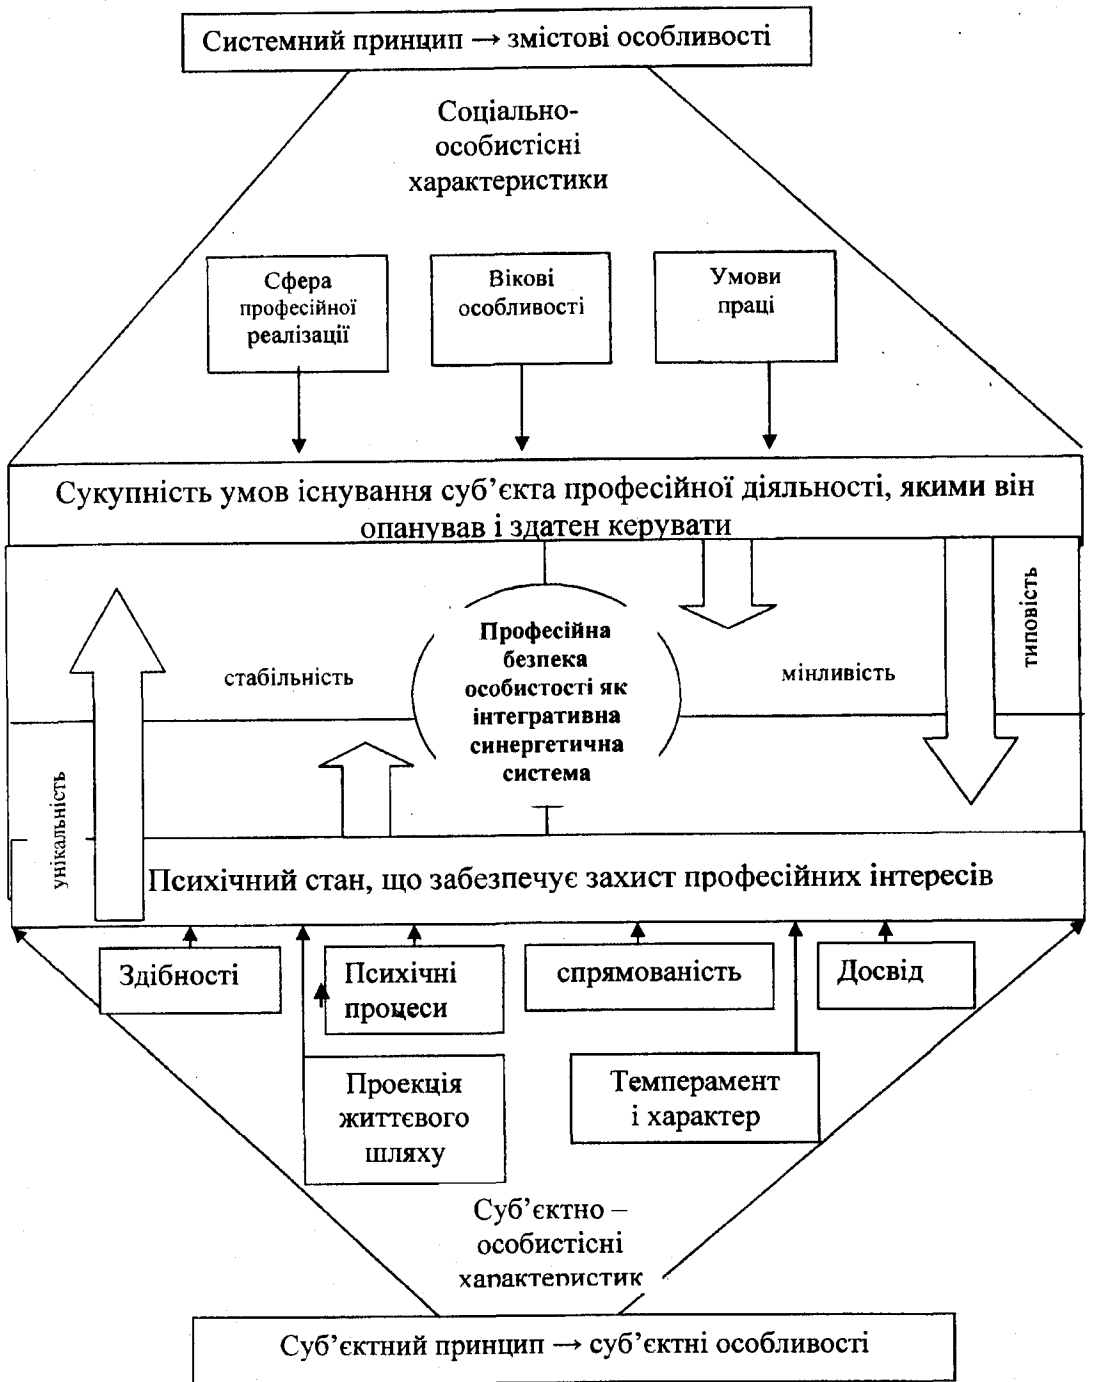 Системний принцип → змістові особливості
Соціально-
особистісні
характеристики
Сфера
професійної
реалізації
Вікові
особливості
Умови
праці
Сукупність умов існування суб’єкта професійної діяльності, якими він
опанував і здатен керувати
типовість
Професійна
безпека
особистості як
інтегративна
синергетична
система
стабільність
мінливість
унікальність
Психічний стан, що забезпечує захист професійних інтересів
Здібності
Психічні
процеси
спрямованість
Досвід
Проекція
життєвого
шляху
Темперамент
і характер
Суб’єктно –
особистісні
характеристик
Суб’єктний принцип → суб’єктні особливості